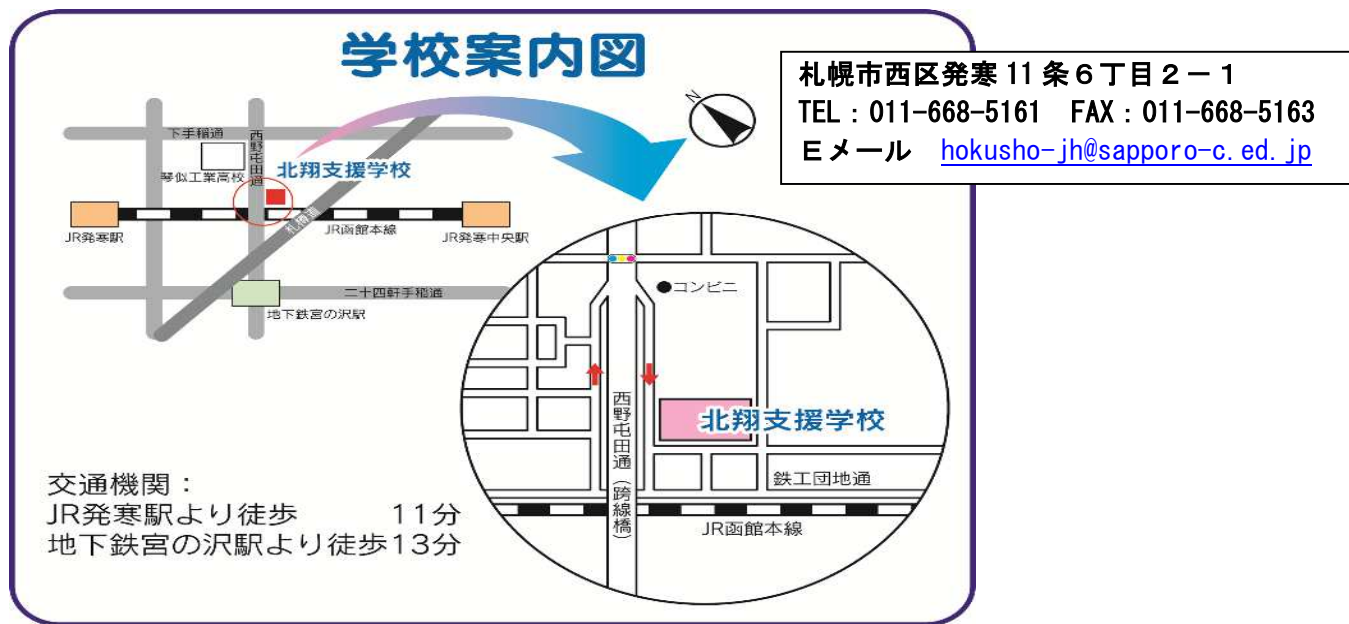 学校案内図
札幌市西区発寒11条6丁目2-1
TEL:011-668-5161 FAX:011-668-5163
Eメール hokusho-jh@sapporo-c.ed.jp
N
下手稲通
西野屯田通
琴似工業高校
北翔支援学校
札樽道
JR発寒駅
JR函館本線
JR発寒中央駅
二十四軒手稲通
地下鉄宮の沢駅
コンビニ
西野屯田通(跨線橋)
北翔支援学校
鉄工団地通
JR函館本線
交通機関:
JR発寒駅より徒歩 11分
地下鉄宮の沢駅より徒歩13分